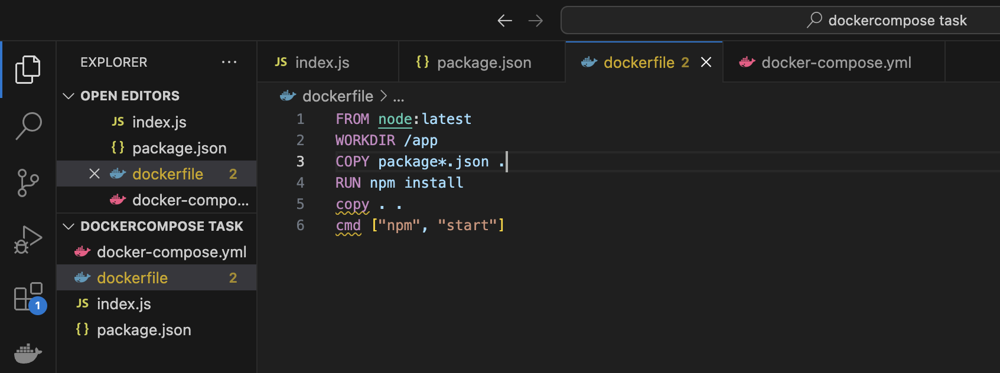 dockercompose task
EXPLORER ...
JS index.js
{} package.json
dockerfile 2
docker-compose.yml
OPEN EDITORS
JS index.js
{} package.json
dockerfile 2
docker-compo...
DOCKERCOMPOSE TASK
docker-compose.yml
dockerfile 2
JS index.js
{} package.json
1
dockerfile > ...
1 FROM node:latest
2 WORKDIR /app
3 COPY package*.json .
4 RUN npm install
5 copy . .
6 cmd ["npm", "start"]